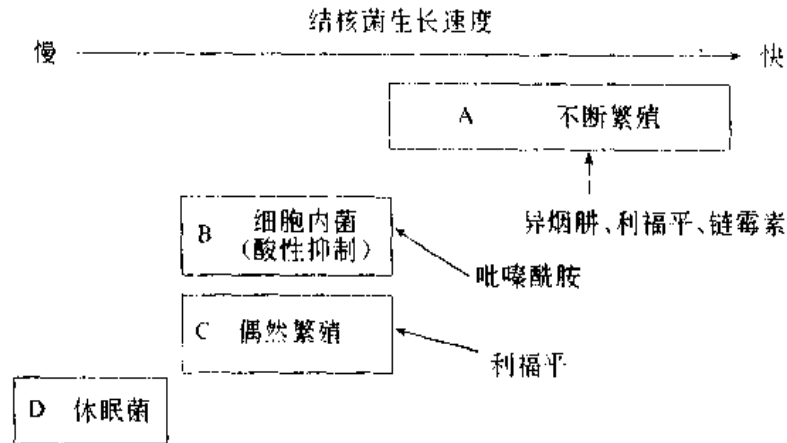 结核菌生长速度
慢 快
A 不断繁殖
异烟肼、利福平、链霉素
B 细胞内菌
(酸性抑制)
吡嗪酰胺
C 偶然繁殖
利福平
D 休眠菌